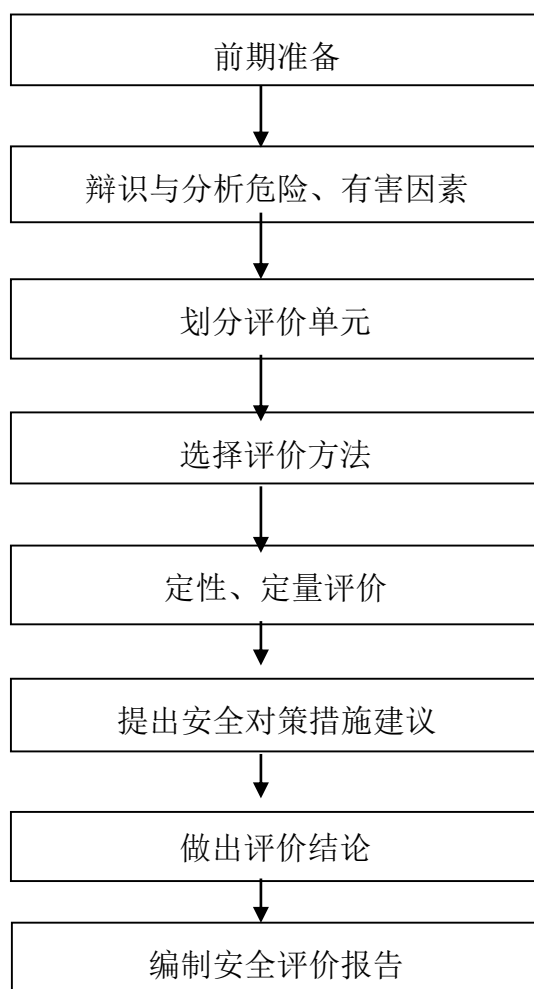 前期准备
辩识与分析危险、有害因素
划分评价单元
选择评价方法
定性、定量评价
提出安全对策措施建议
做出评价结论
编制安全评价报告